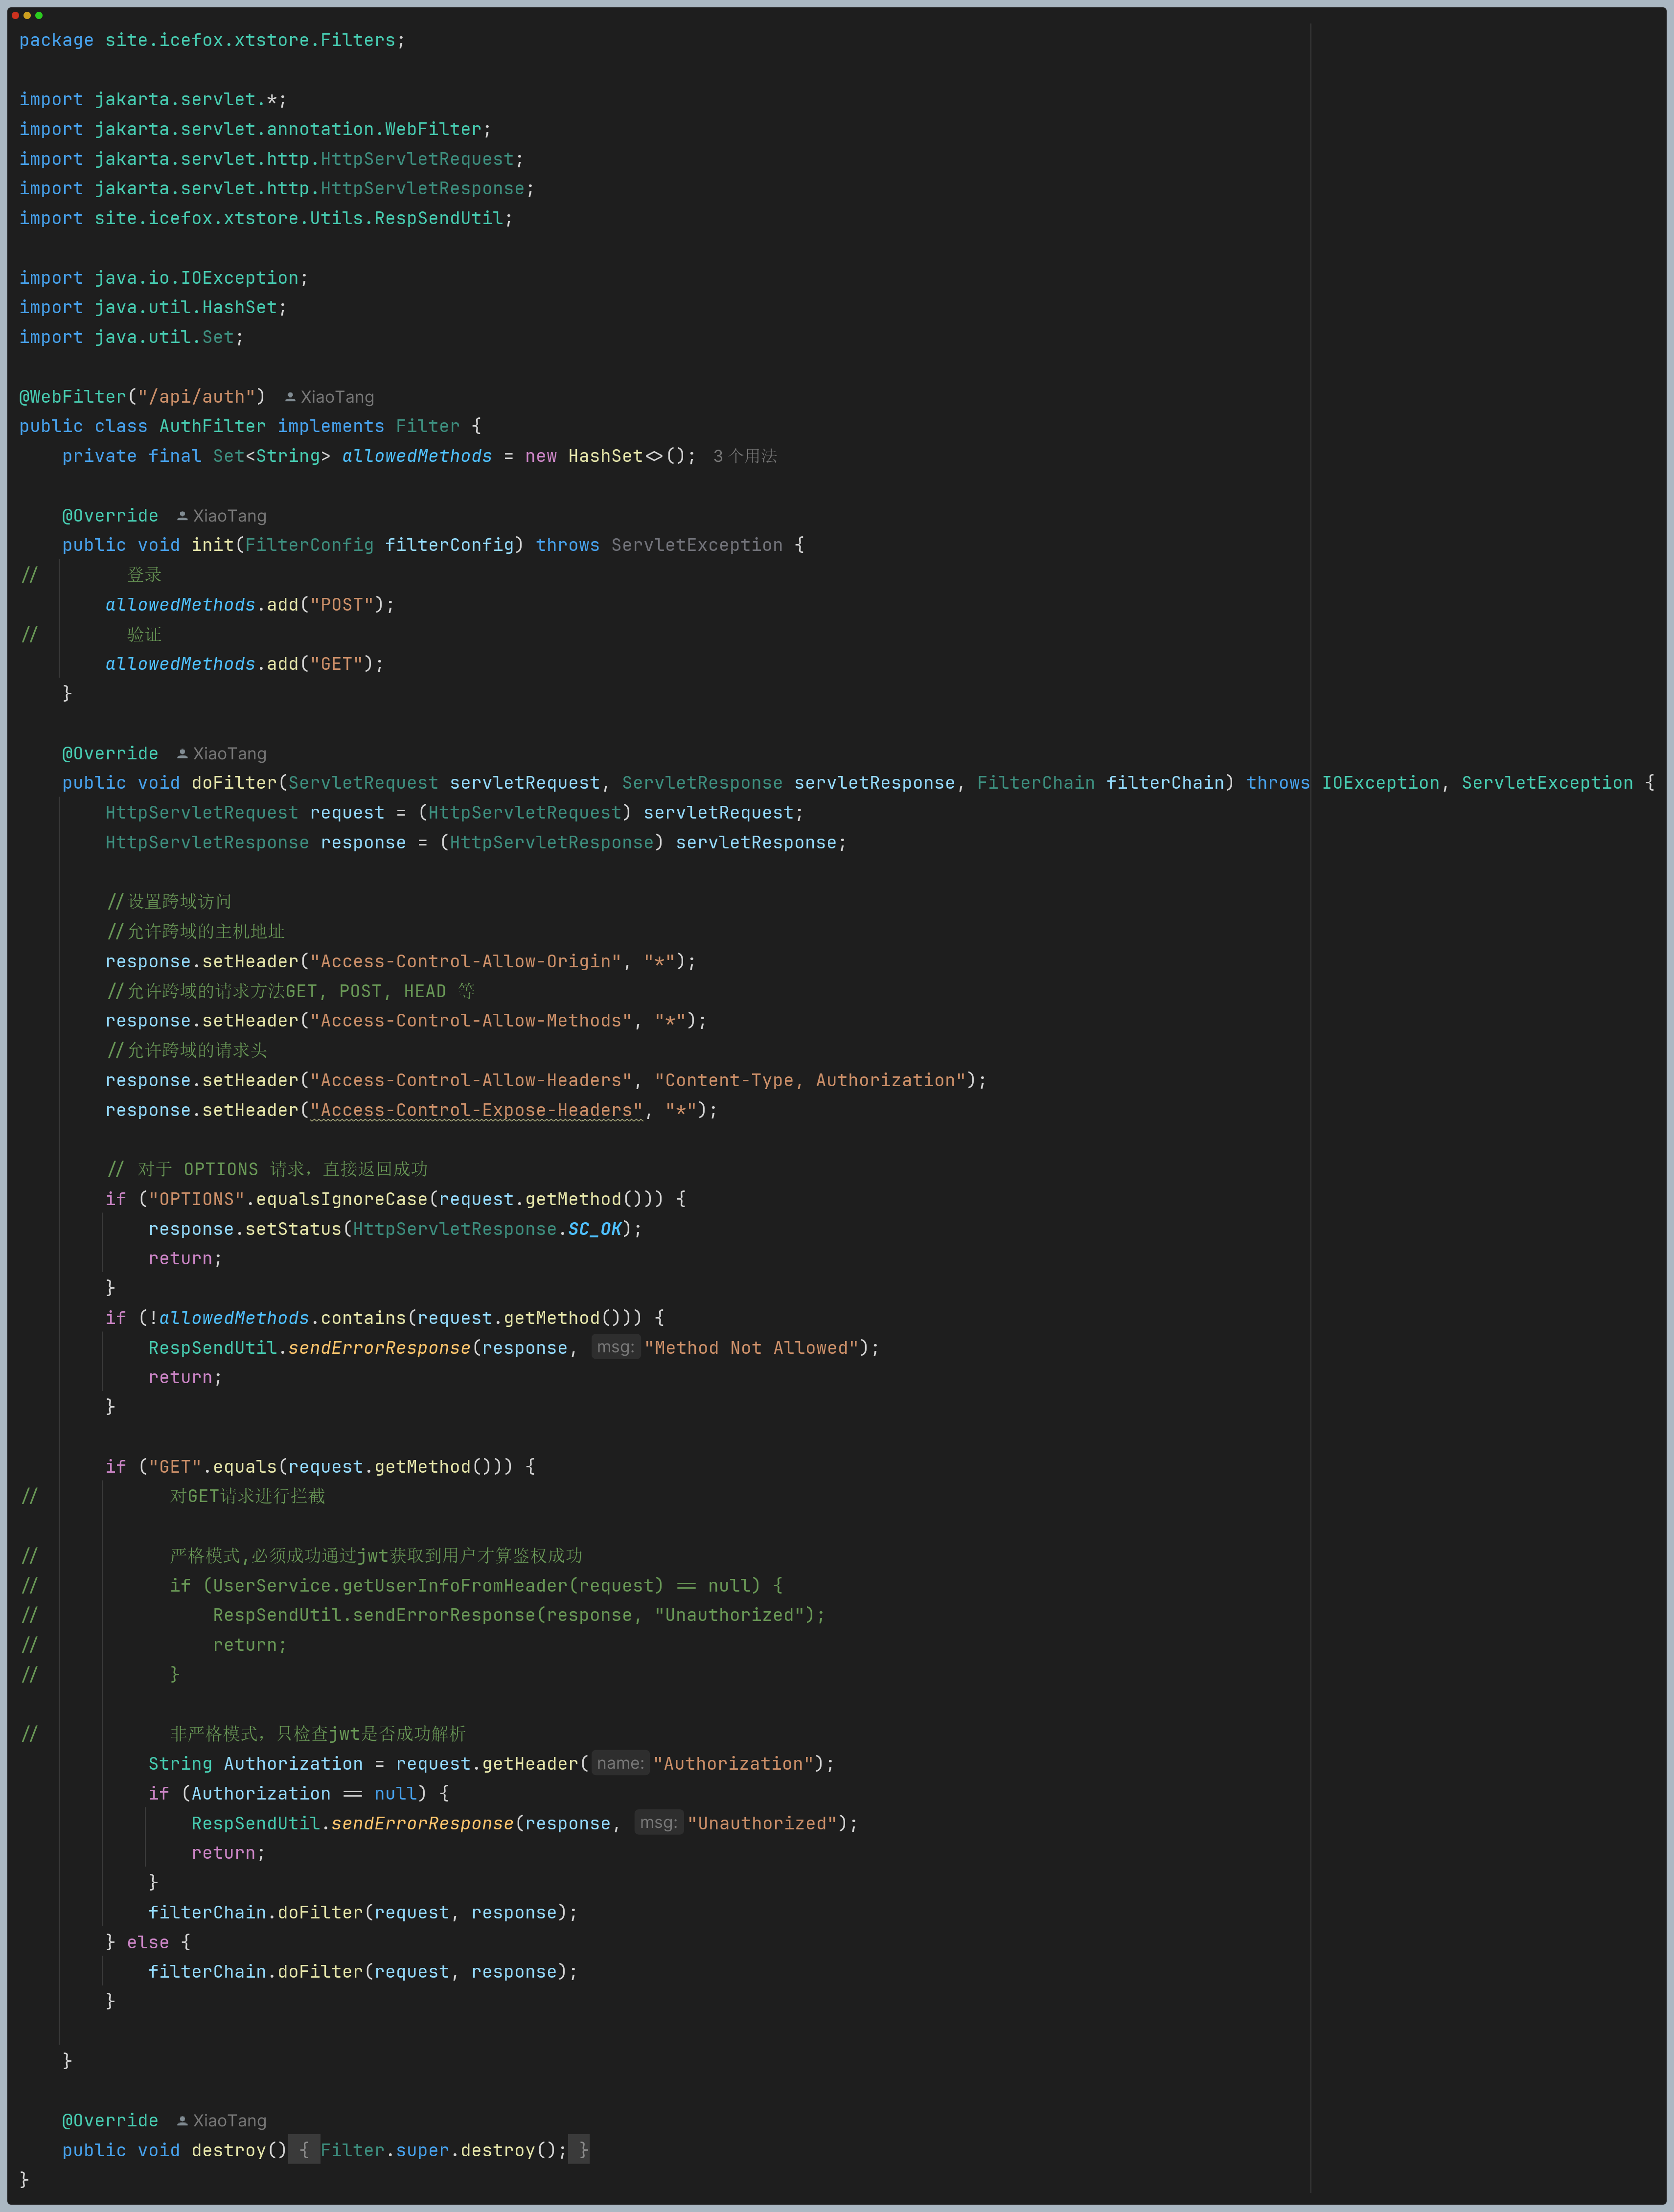 package site.icefox.xtstore.Filters;

import jakarta.servlet.*;
import jakarta.servlet.annotation.WebFilter;
import jakarta.servlet.http.HttpServletRequest;
import jakarta.servlet.http.HttpServletResponse;
import site.icefox.xtstore.Utils.RespSendUtil;

import java.io.IOException;
import java.util.HashSet;
import java.util.Set;

@WebFilter("/api/auth") XiaoTang
public class AuthFilter implements Filter {
    private final Set<String> allowedMethods = new HashSet<>(); 3 个用法

    @Override XiaoTang
    public void init(FilterConfig filterConfig) throws ServletException {
//        登录
        allowedMethods.add("POST");
//        验证
        allowedMethods.add("GET");
    }

    @Override XiaoTang
    public void doFilter(ServletRequest servletRequest, ServletResponse servletResponse, FilterChain filterChain) throws IOException, ServletException {
        HttpServletRequest request = (HttpServletRequest) servletRequest;
        HttpServletResponse response = (HttpServletResponse) servletResponse;

        //设置跨域访问
        //允许跨域的主机地址
        response.setHeader("Access-Control-Allow-Origin", "*");
        //允许跨域的请求方法GET, POST, HEAD 等
        response.setHeader("Access-Control-Allow-Methods", "*");
        //允许跨域的请求头
        response.setHeader("Access-Control-Allow-Headers", "Content-Type, Authorization");
        response.setHeader("Access-Control-Expose-Headers", "*");

        // 对于 OPTIONS 请求，直接返回成功
        if ("OPTIONS".equalsIgnoreCase(request.getMethod())) {
            response.setStatus(HttpServletResponse.SC_OK);
            return;
        }
        if (!allowedMethods.contains(request.getMethod())) {
            RespSendUtil.sendErrorResponse(response, msg: "Method Not Allowed");
            return;
        }

        if ("GET".equals(request.getMethod())) {
//            对GET请求进行拦截

//            严格模式,必须成功通过jwt获取到用户才算鉴权成功
//            if (UserService.getUserInfoFromHeader(request) == null) {
//                RespSendUtil.sendErrorResponse(response, "Unauthorized");
//                return;
//            }

//            非严格模式，只检查jwt是否成功解析
            String Authorization = request.getHeader( name: "Authorization");
            if (Authorization == null) {
                RespSendUtil.sendErrorResponse(response, msg: "Unauthorized");
                return;
            }
            filterChain.doFilter(request, response);
        } else {
            filterChain.doFilter(request, response);
        }

    }

    @Override XiaoTang
    public void destroy() { Filter.super.destroy(); }
}